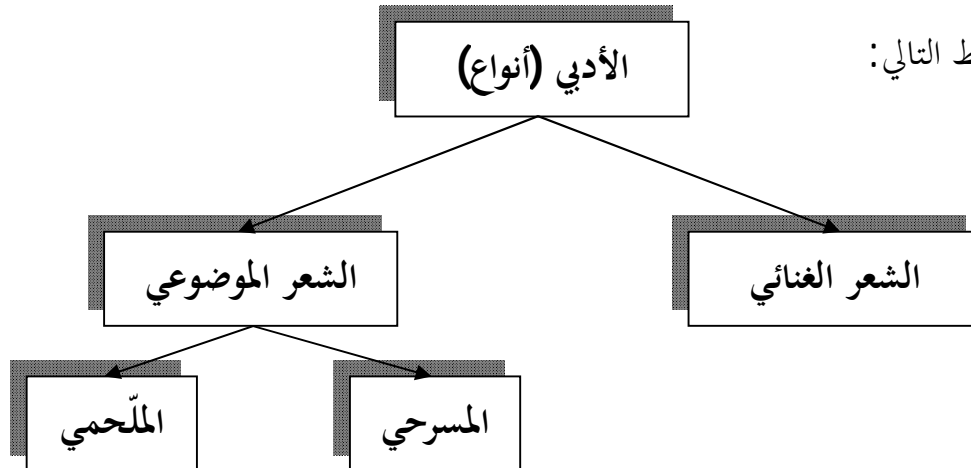 التالي:
الأدبي (أنواع)
الشعر الغنائي
الشعر الموضوعي
المسرحي
الملّحمي